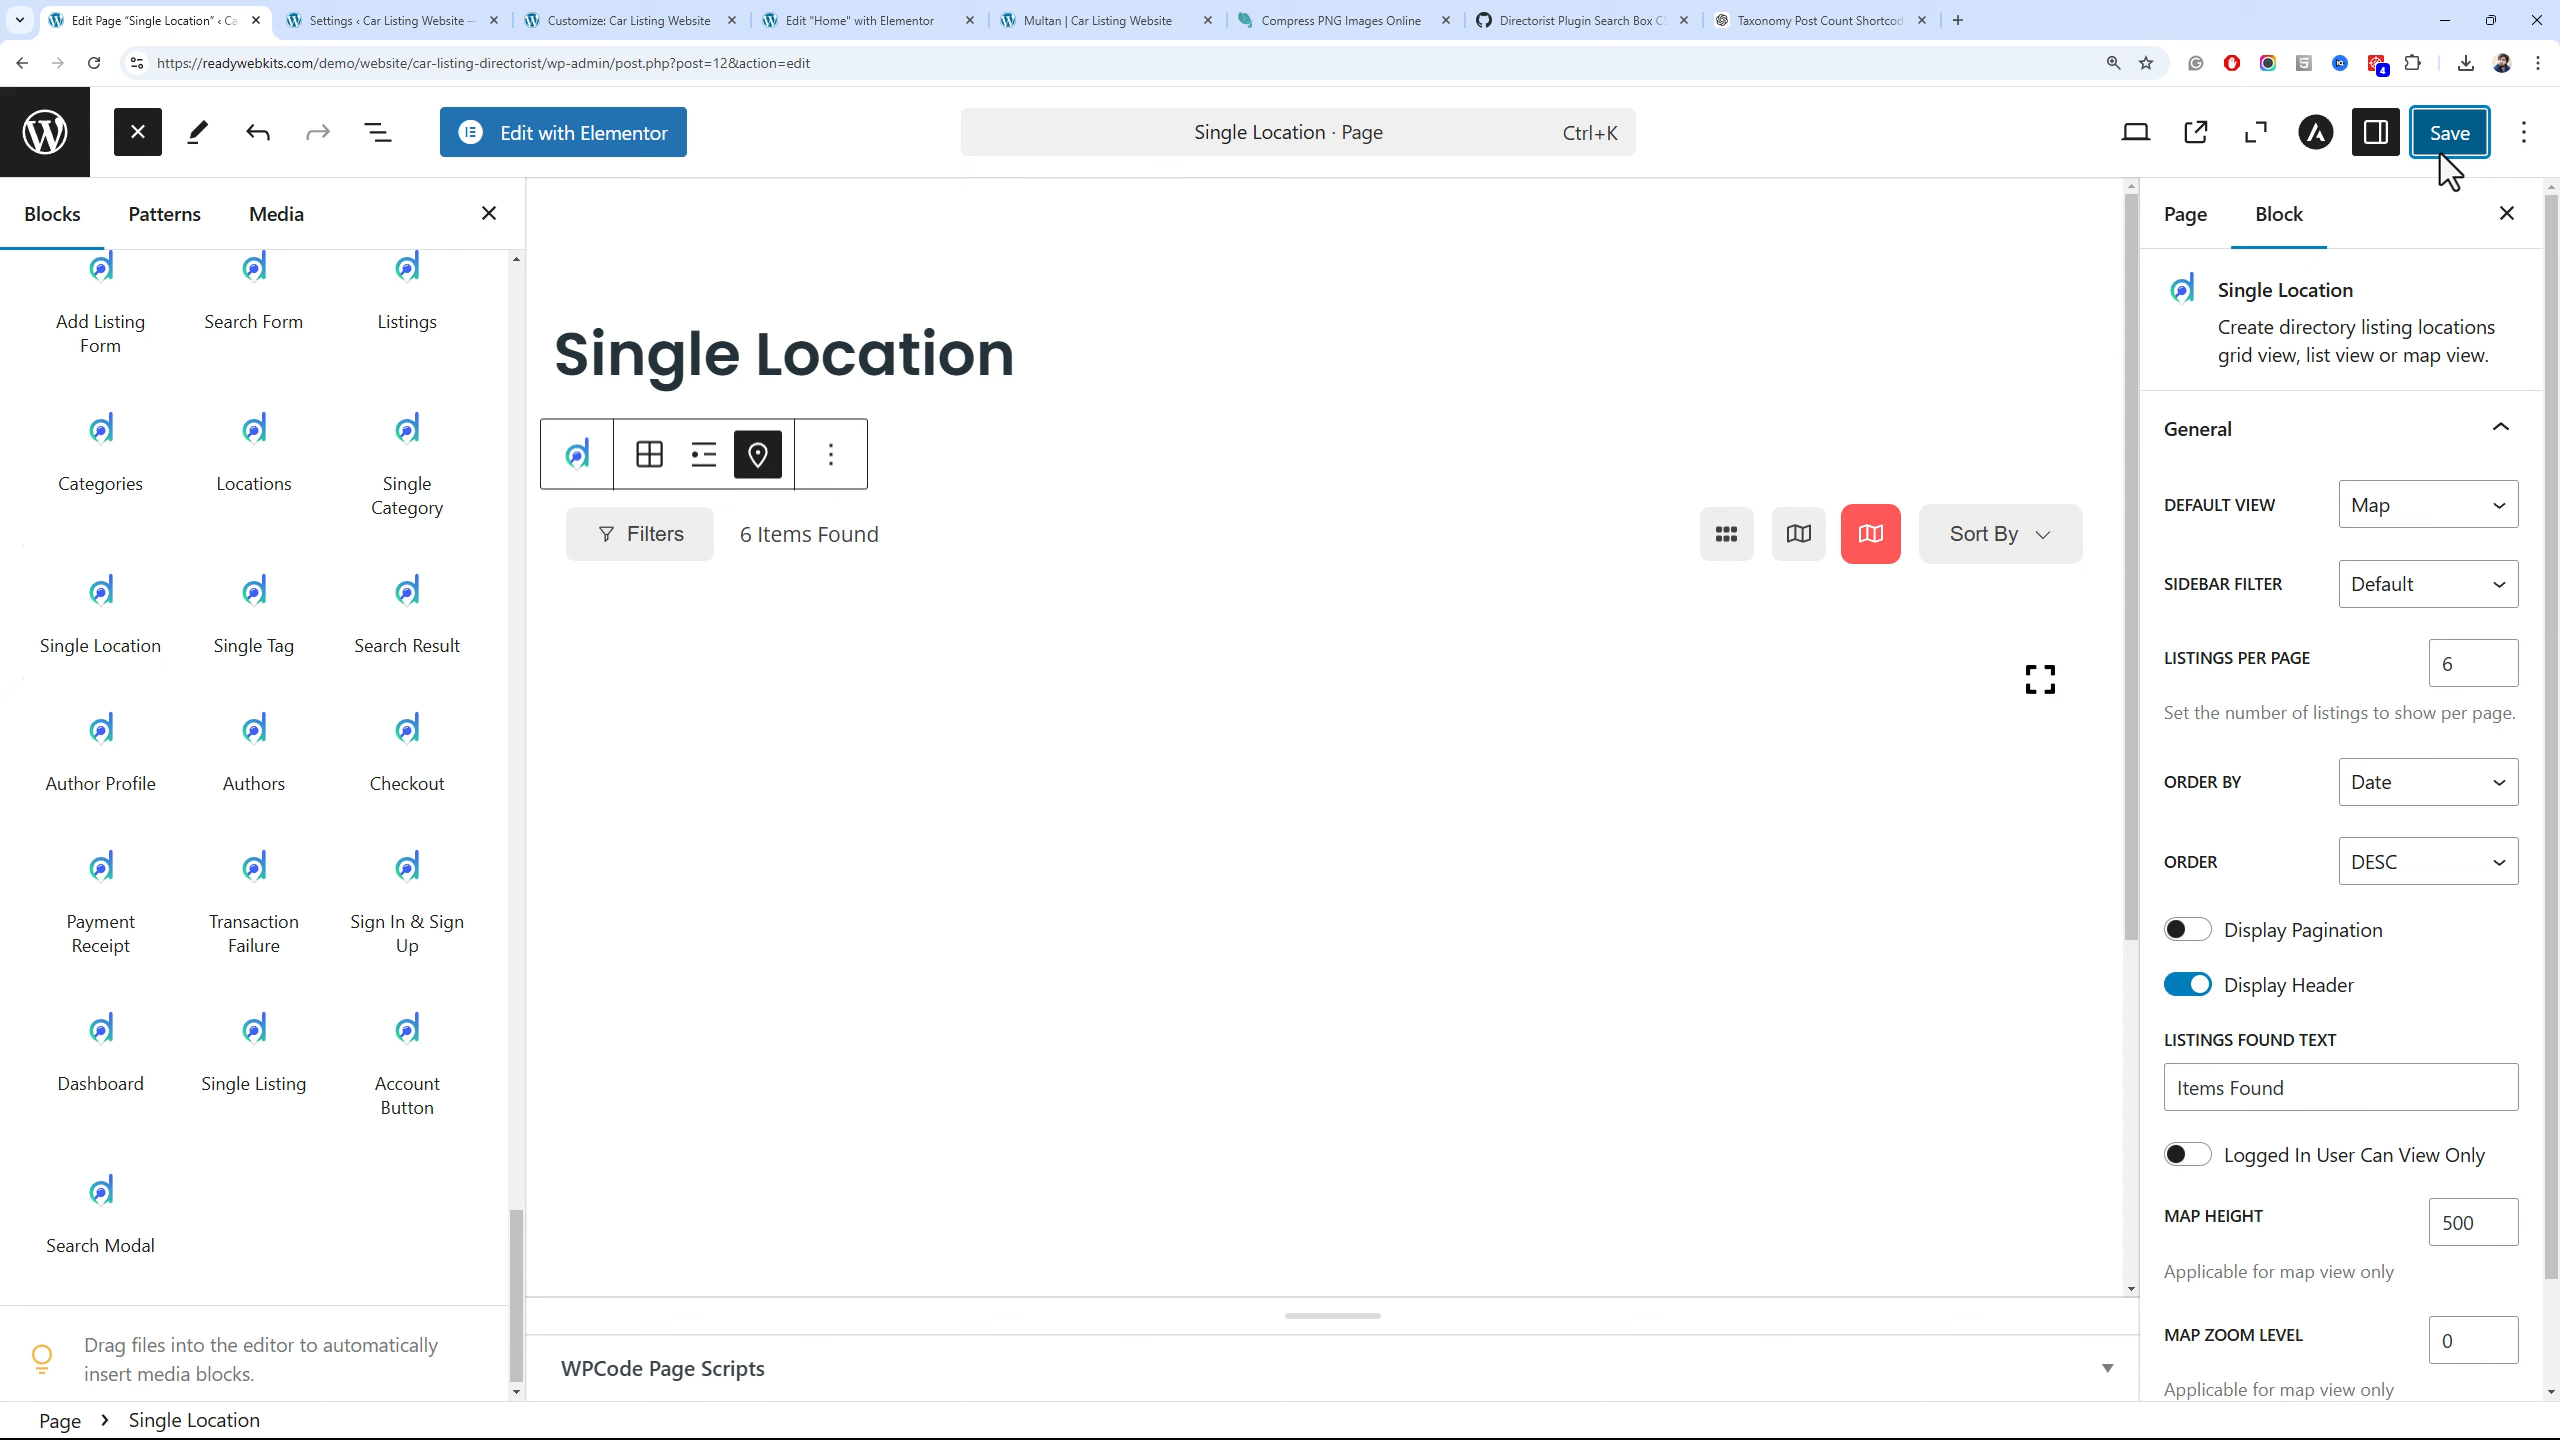 Edit Page “Single Location” ‹ Ca
Settings ‹ Car Listing Website —
Customize: Car Listing Website
Edit "Home" with Elementor
Multan | Car Listing Website
Compress PNG Images Online
Directorist Plugin Search Box C
Taxonomy Post Count Shortcod
https://readywebkits.com/demo/website/car-listing-directorist/wp-admin/post.php?post=12&action=edit
4
Edit with Elementor
Single Location · Page
Ctrl+K
Save
Blocks
Patterns
Media
Page
Block
Add Listing Form
Search Form
Listings
Categories
Locations
Single Category
Single Location
Single Tag
Search Result
Author Profile
Authors
Checkout
Payment Receipt
Transaction Failure
Sign In & Sign Up
Dashboard
Single Listing
Account Button
Search Modal
Drag files into the editor to automatically
insert media blocks.
Single Location
Filters
6 Items Found
Sort By
WPCode Page Scripts
Single Location
Create directory listing locations
grid view, list view or map view.
General
DEFAULT VIEW
Map
SIDEBAR FILTER
Default
LISTINGS PER PAGE
6
Set the number of listings to show per page.
ORDER BY
Date
ORDER
DESC
Display Pagination
Display Header
LISTINGS FOUND TEXT
Items Found
Logged In User Can View Only
MAP HEIGHT
500
Applicable for map view only
MAP ZOOM LEVEL
0
Applicable for map view only
Page
Single Location